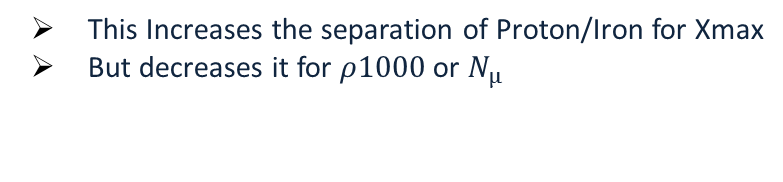 ➤ This Increases the separation of Proton/Iron for Xmax
➤ But decreases it for ρ1000 or Nμ